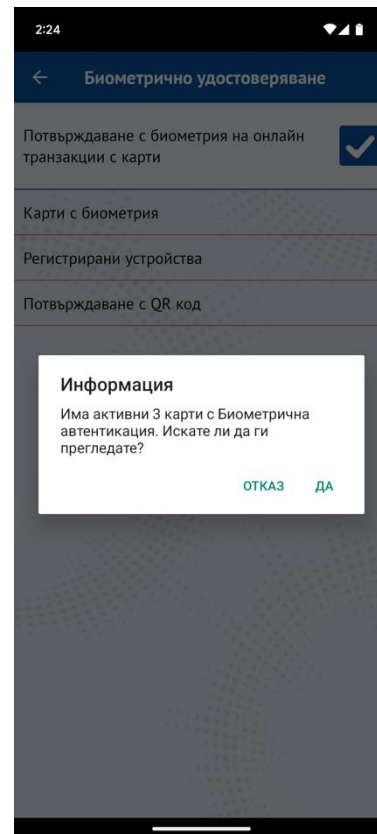 2:24
Биометрично удостоверяване
Потвърждаване с биометрия на онлайн
транзакции с карти
Карти с биометрия
Регистрирани устройства
Потвърждаване с QR код
Информация
Има активни 3 карти с Биометрична
автентикация. Искате ли да ги
прегледате?
ОТКАЗ ДА